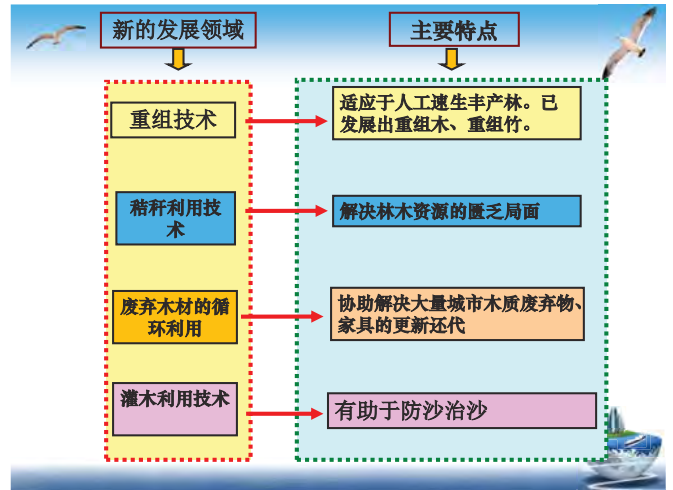 新的发展领域
主要特点
重组技术
适应于人工速生丰产林。已
发展出重组木、重组竹。
秸秆利用技
术
解决林木资源的匮乏局面
废弃木材的循
环利用
协助解决大量城市木质废弃物、
家具的更新还代
灌木利用技术
有助于防沙治沙